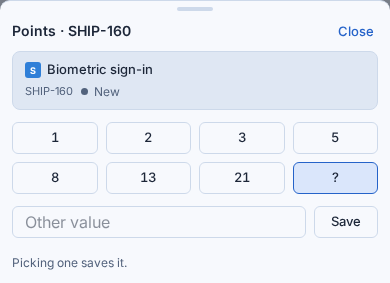 Points · SHIP-160
Close
S Biometric sign-in
SHIP-160 ● New
1 2 3 5
8 13 21 ?
Other value Save
Picking one saves it.